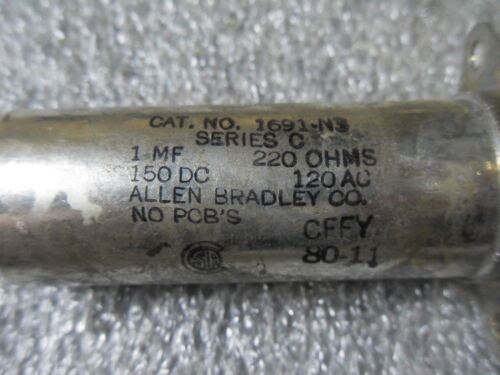 CAT. NO. 1691-N3
SERIES C
1 MF 220 OHMS
150 DC 120 AC
ALLEN BRADLEY CO.
NO PCB'S CFFY
80-11